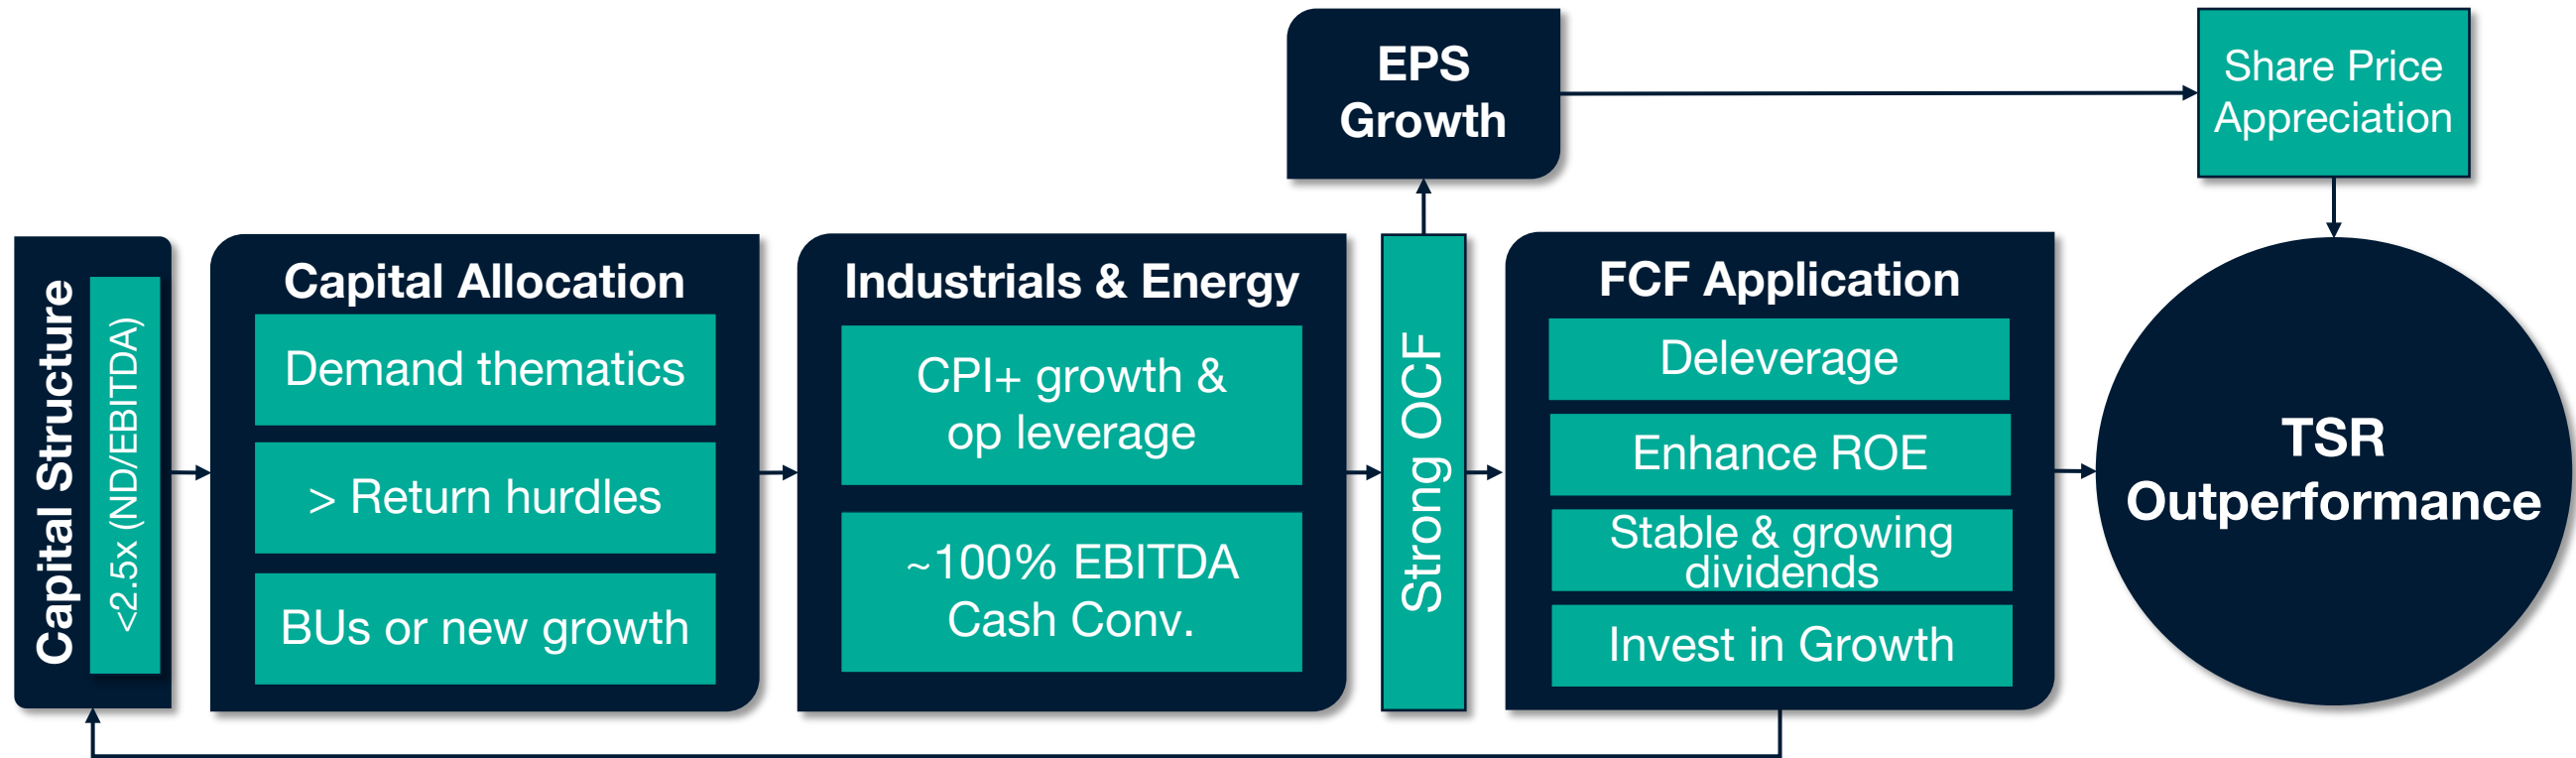 EPS
Growth
Share Price
Appreciation
Capital Structure
<2.5x (ND/EBITDA)
Capital Allocation
Demand thematics
> Return hurdles
BUs or new growth
Industrials & Energy
CPI+ growth &
op leverage
~100% EBITDA
Cash Conv.
Strong OCF
FCF Application
Deleverage
Enhance ROE
Stable & growing
dividends
Invest in Growth
TSR
Outperformance